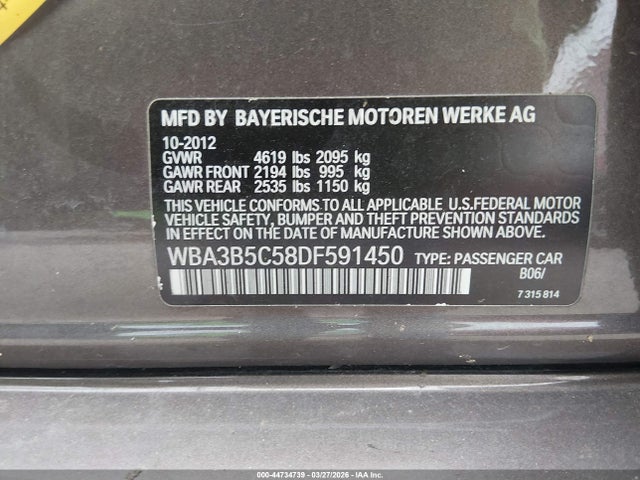 MFD BY BAYERISCHE MOTOREN WERKE AG
10-2012
GVWR 4619 lbs 2095 kg
GAWR FRONT 2194 lbs 995 kg
GAWR REAR 2535 lbs 1150 kg
THIS VEHICLE CONFORMS TO ALL APPLICABLE U.S.FEDERAL MOTOR
VEHICLE SAFETY, BUMPER AND THEFT PREVENTION STANDARDS
IN EFFECT ON THE DATE OF MANUFACTURE SHOWN ABOVE.
WBA3B5C58DF591450 TYPE: PASSENGER CAR
B06/
7 315 814
000-44734739 - 03/27/2026 - IAA Inc.